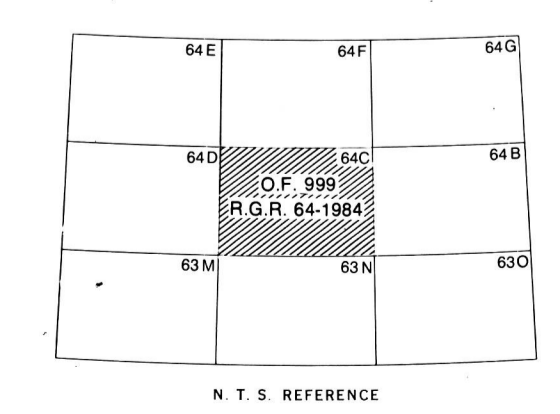 64E 64F 64G
64D 64C 64B
O.F. 999
R.G.R. 64-1984
63M 63N 63O
N. T. S. REFERENCE